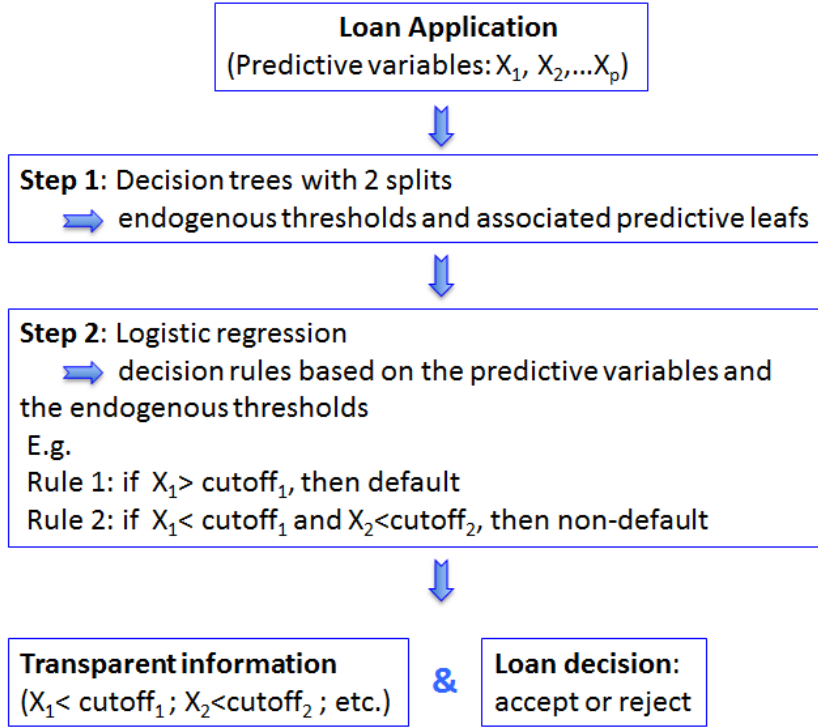 Loan Application
(Predictive variables: X₁, X₂,...Xₚ)
Step 1: Decision trees with 2 splits
endogenous thresholds and associated predictive leafs
Step 2: Logistic regression
decision rules based on the predictive variables and
the endogenous thresholds
E.g.
Rule 1: if X₁> cutoff₁, then default
Rule 2: if X₁< cutoff₁ and X₂<cutoff₂, then non-default
Transparent information
(X₁< cutoff₁ ; X₂<cutoff₂ ; etc.)
&
Loan decision:
accept or reject